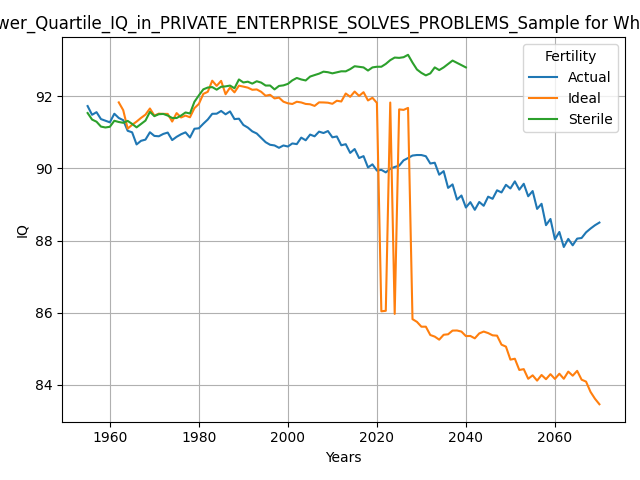 wer_Quartile_IQ_in_PRIVATE_ENTERPRISE_SOLVES_PROBLEMS_Sample for Wh
Fertility
Actual
Ideal
Sterile
IQ
92
90
88
86
84
1960
1980
2000
2020
2040
2060
Years